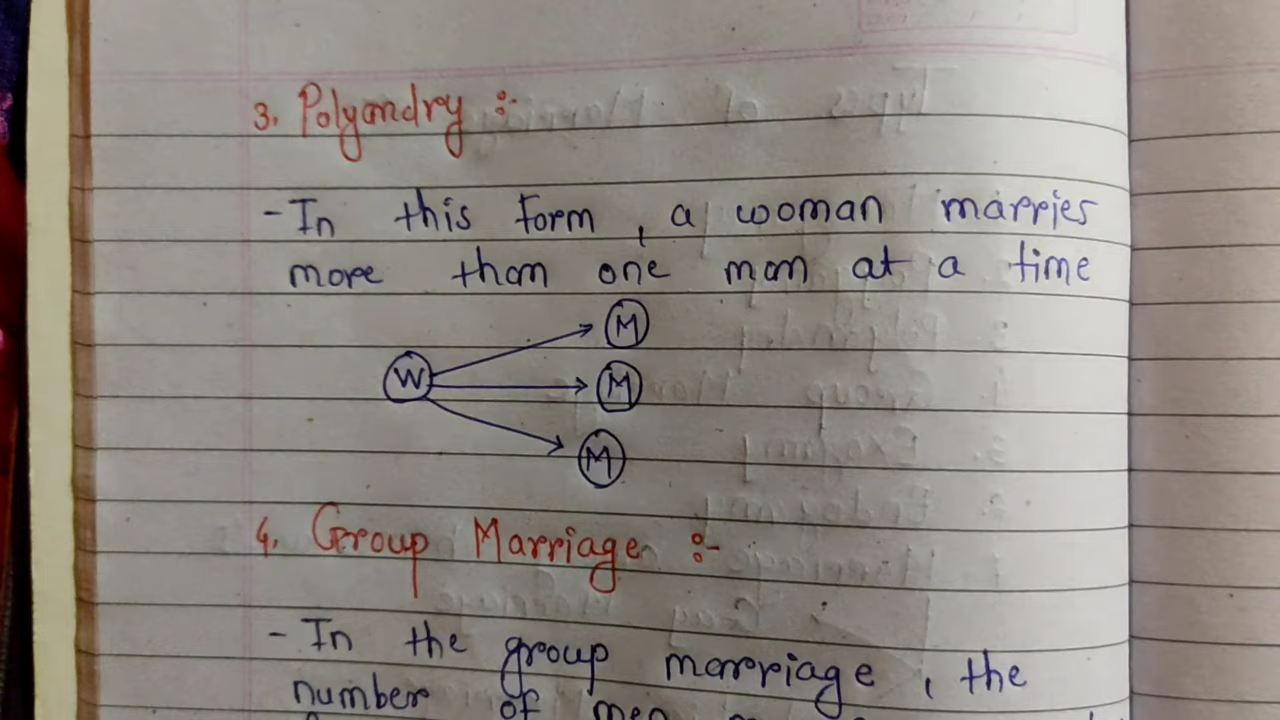 3. Polyandry :-
- In this form, a woman marries
more than one man at a time
W
M
M
M
4. Group Marriage :-
- In the group marriage, the
number of men